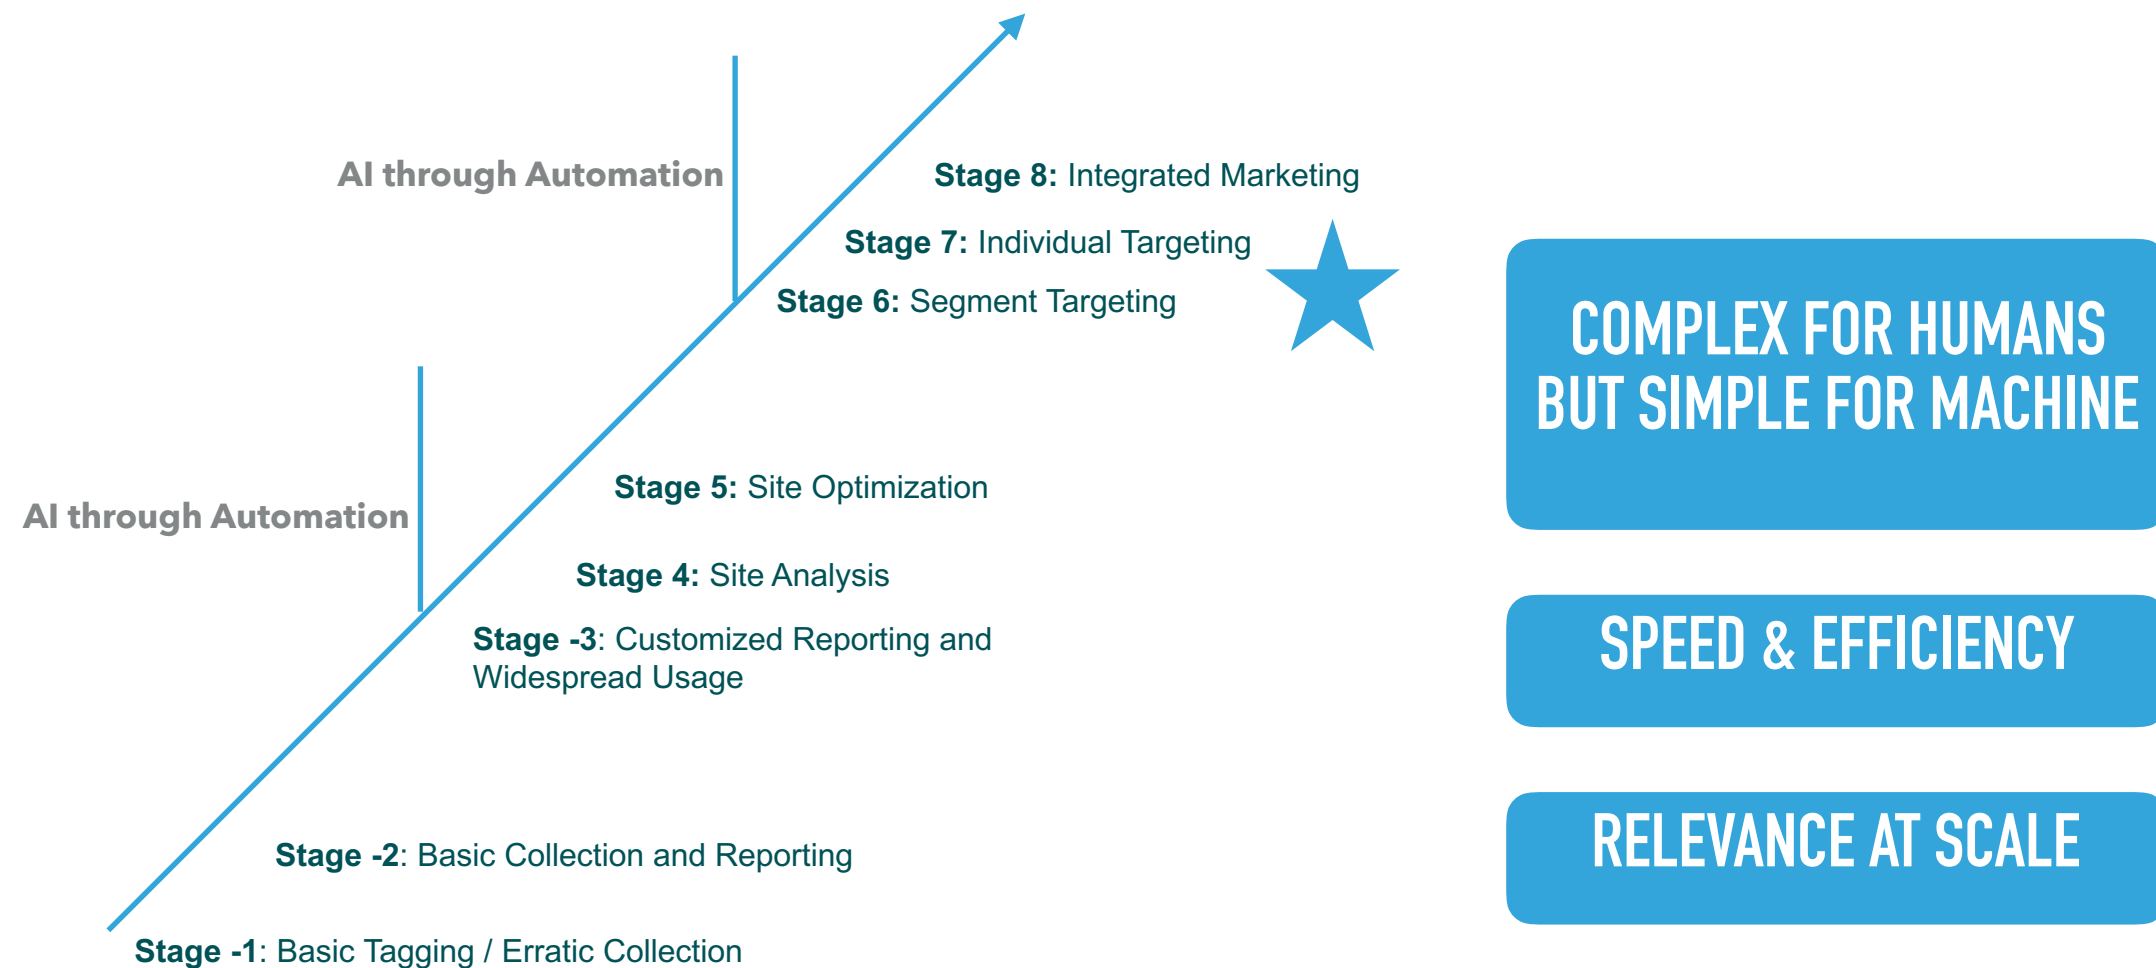 AI through Automation
Stage 8: Integrated Marketing
Stage 7: Individual Targeting
Stage 6: Segment Targeting
AI through Automation
Stage 5: Site Optimization
Stage 4: Site Analysis
Stage -3: Customized Reporting and
Widespread Usage
Stage -2: Basic Collection and Reporting
Stage -1: Basic Tagging / Erratic Collection
COMPLEX FOR HUMANS
BUT SIMPLE FOR MACHINE
SPEED & EFFICIENCY
RELEVANCE AT SCALE